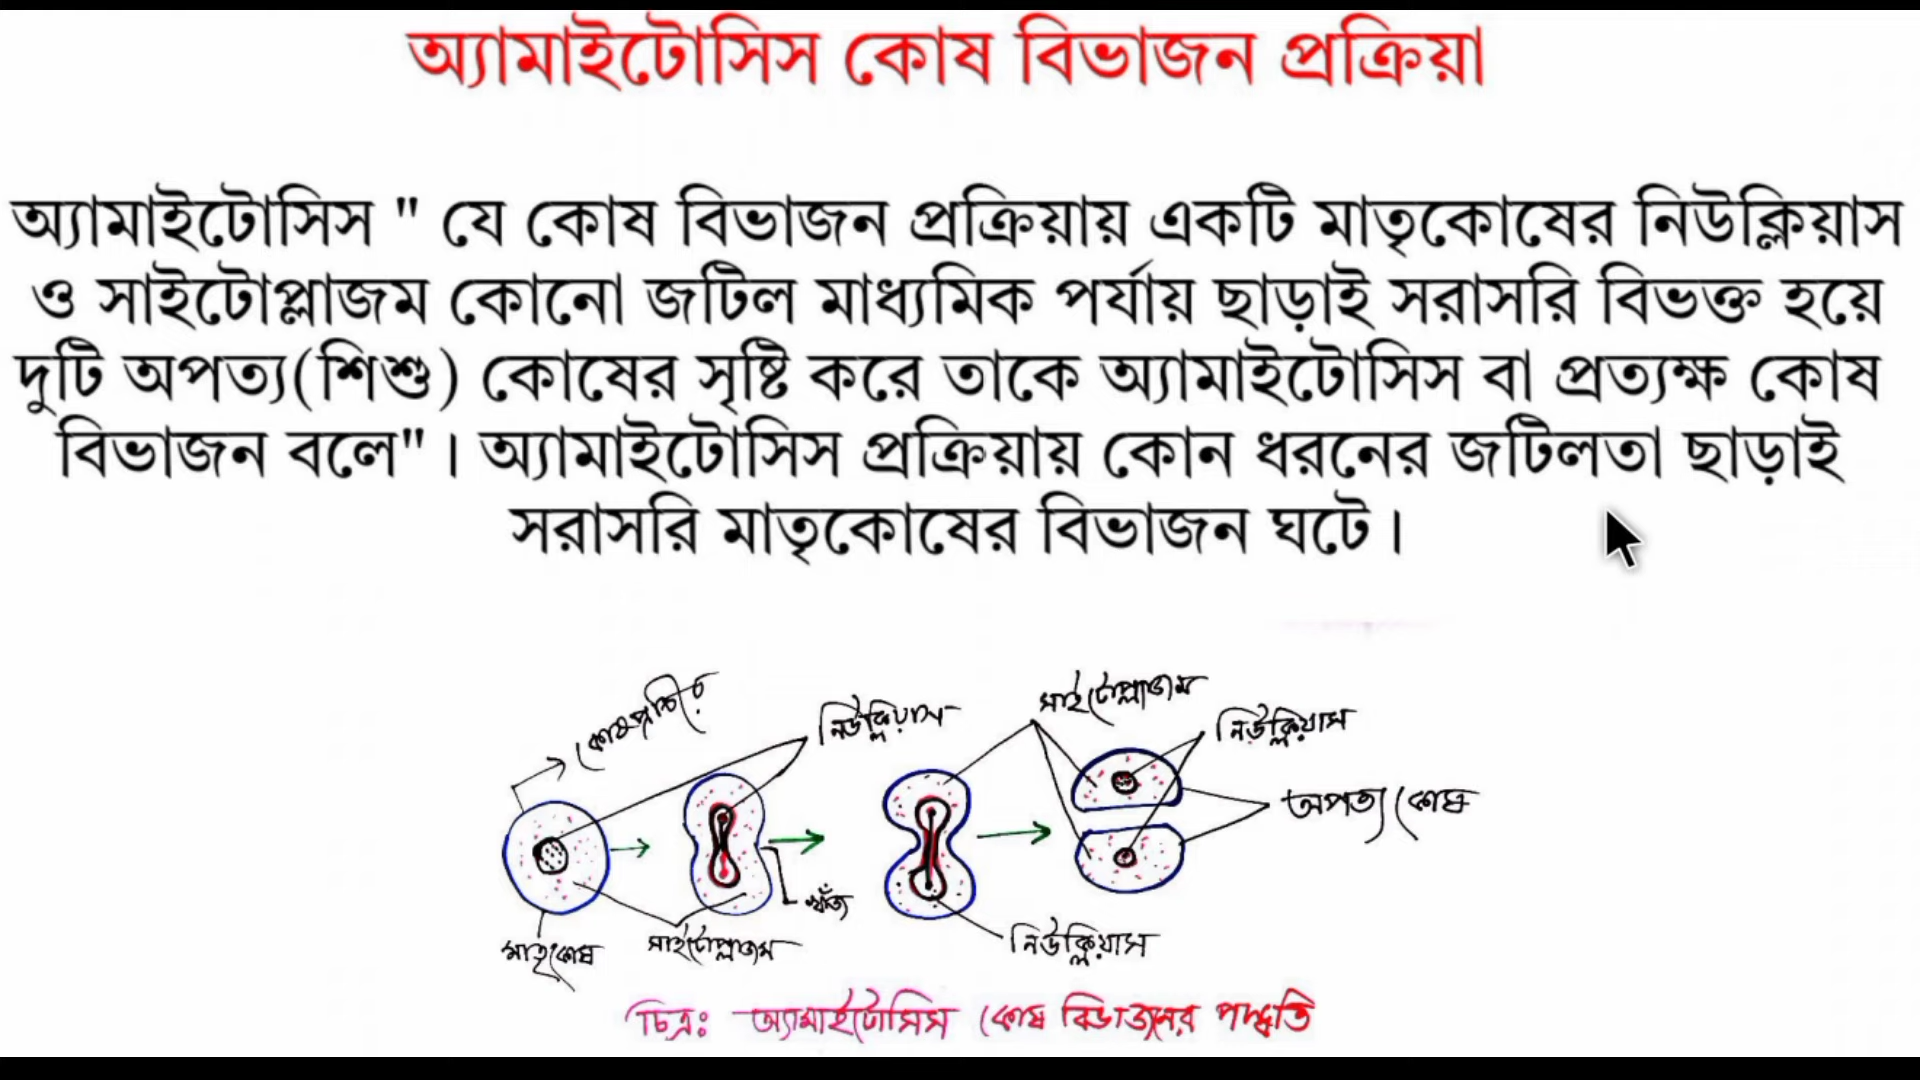 অ্যামাইটোসিস কোষ বিভাজন প্রক্রিয়া
অ্যামাইটোসিস " যে কোষ বিভাজন প্রক্রিয়ায় একটি মাতৃকোষের নিউক্লিয়াস
ও সাইটোপ্লাজম কোনো জটিল মাধ্যমিক পর্যায় ছাড়াই সরাসরি বিভক্ত হয়ে
দুটি অপত্য(শিশু) কোষের সৃষ্টি করে তাকে অ্যামাইটোসিস বা প্রত্যক্ষ কোষ
বিভাজন বলে"। অ্যামাইটোসিস প্রক্রিয়ায় কোন ধরনের জটিলতা ছাড়াই
সরাসরি মাতৃকোষের বিভাজন ঘটে।
কোষপ্রাচীর
নিউক্লিয়াস
সাইটোপ্লাজম
নিউক্লিয়াস
অপত্য কোষ
খাঁজ
মাতৃকোষ
সাইটোপ্লাজম
নিউক্লিয়াস
চিত্রঃ অ্যামাইটোসিস কোষ বিভাজনের পদ্ধতি